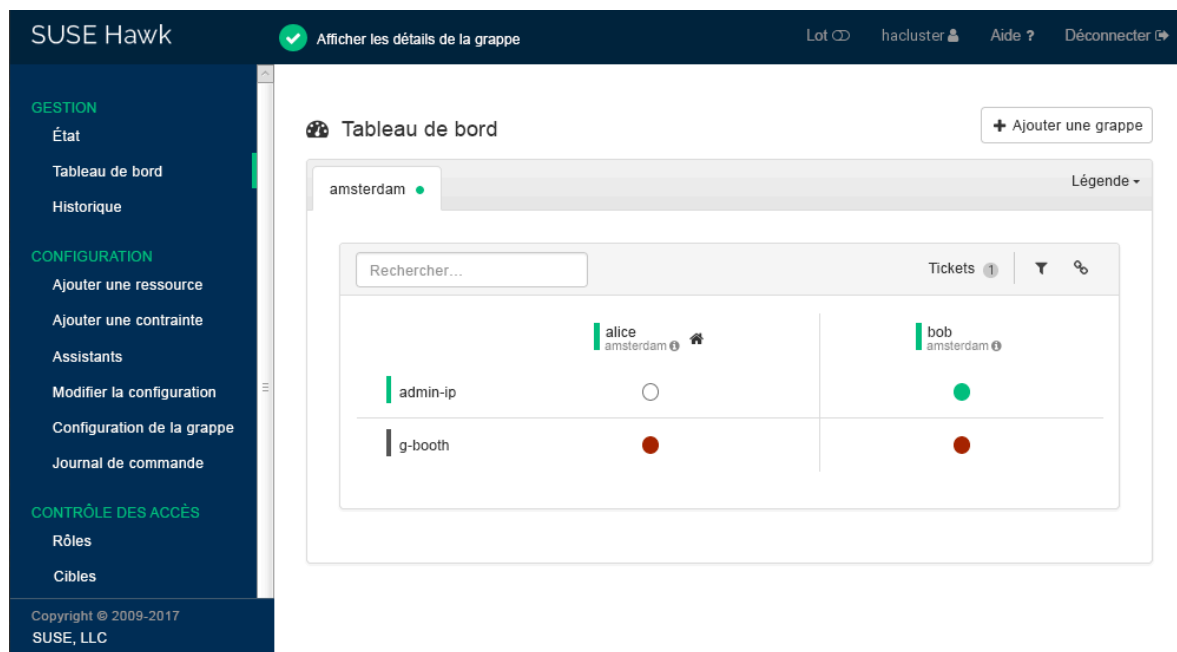 SUSE Hawk
Afficher les détails de la grappe
Lot
hacluster
Aide ?
Déconnecter
GESTION
État
Tableau de bord
Historique
CONFIGURATION
Ajouter une ressource
Ajouter une contrainte
Assistants
Modifier la configuration
Configuration de la grappe
Journal de commande
CONTRÔLE DES ACCÈS
Rôles
Cibles
Copyright © 2009-2017
SUSE, LLC
Tableau de bord
+ Ajouter une grappe
amsterdam
Légende
Rechercher...
Tickets 1
alice
amsterdam
bob
amsterdam
admin-ip
g-booth